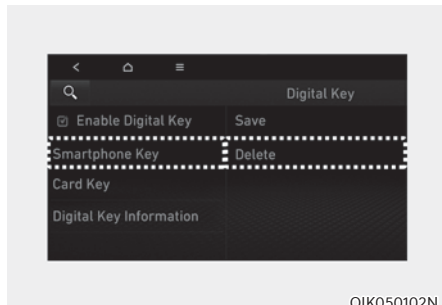 Digital Key
Enable Digital Key
Save
Smartphone Key
Delete
Card Key
Digital Key Information
OIK050102N